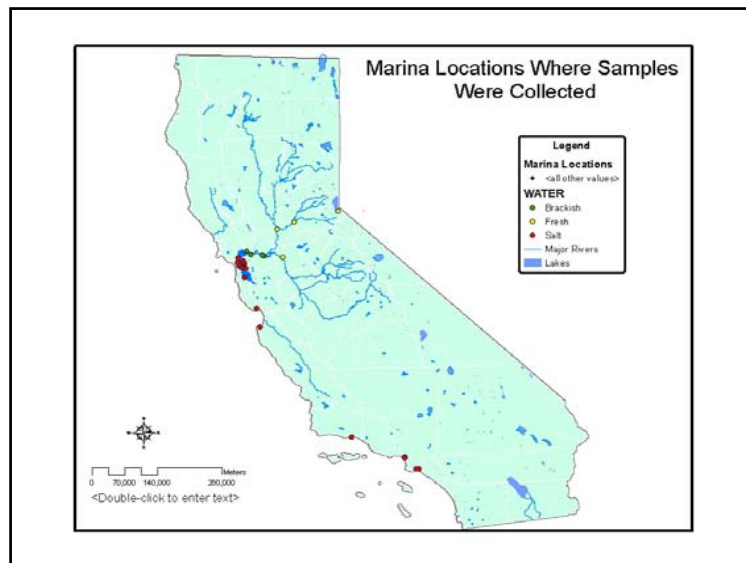 Marina Locations Where Samples
Were Collected
Legend
Marina Locations
<all other values>
WATER
Brackish
Fresh
Salt
Major Rivers
Lakes
N
W E
S
Meters
0 70,000 140,000 280,000
<Double-click to enter text>